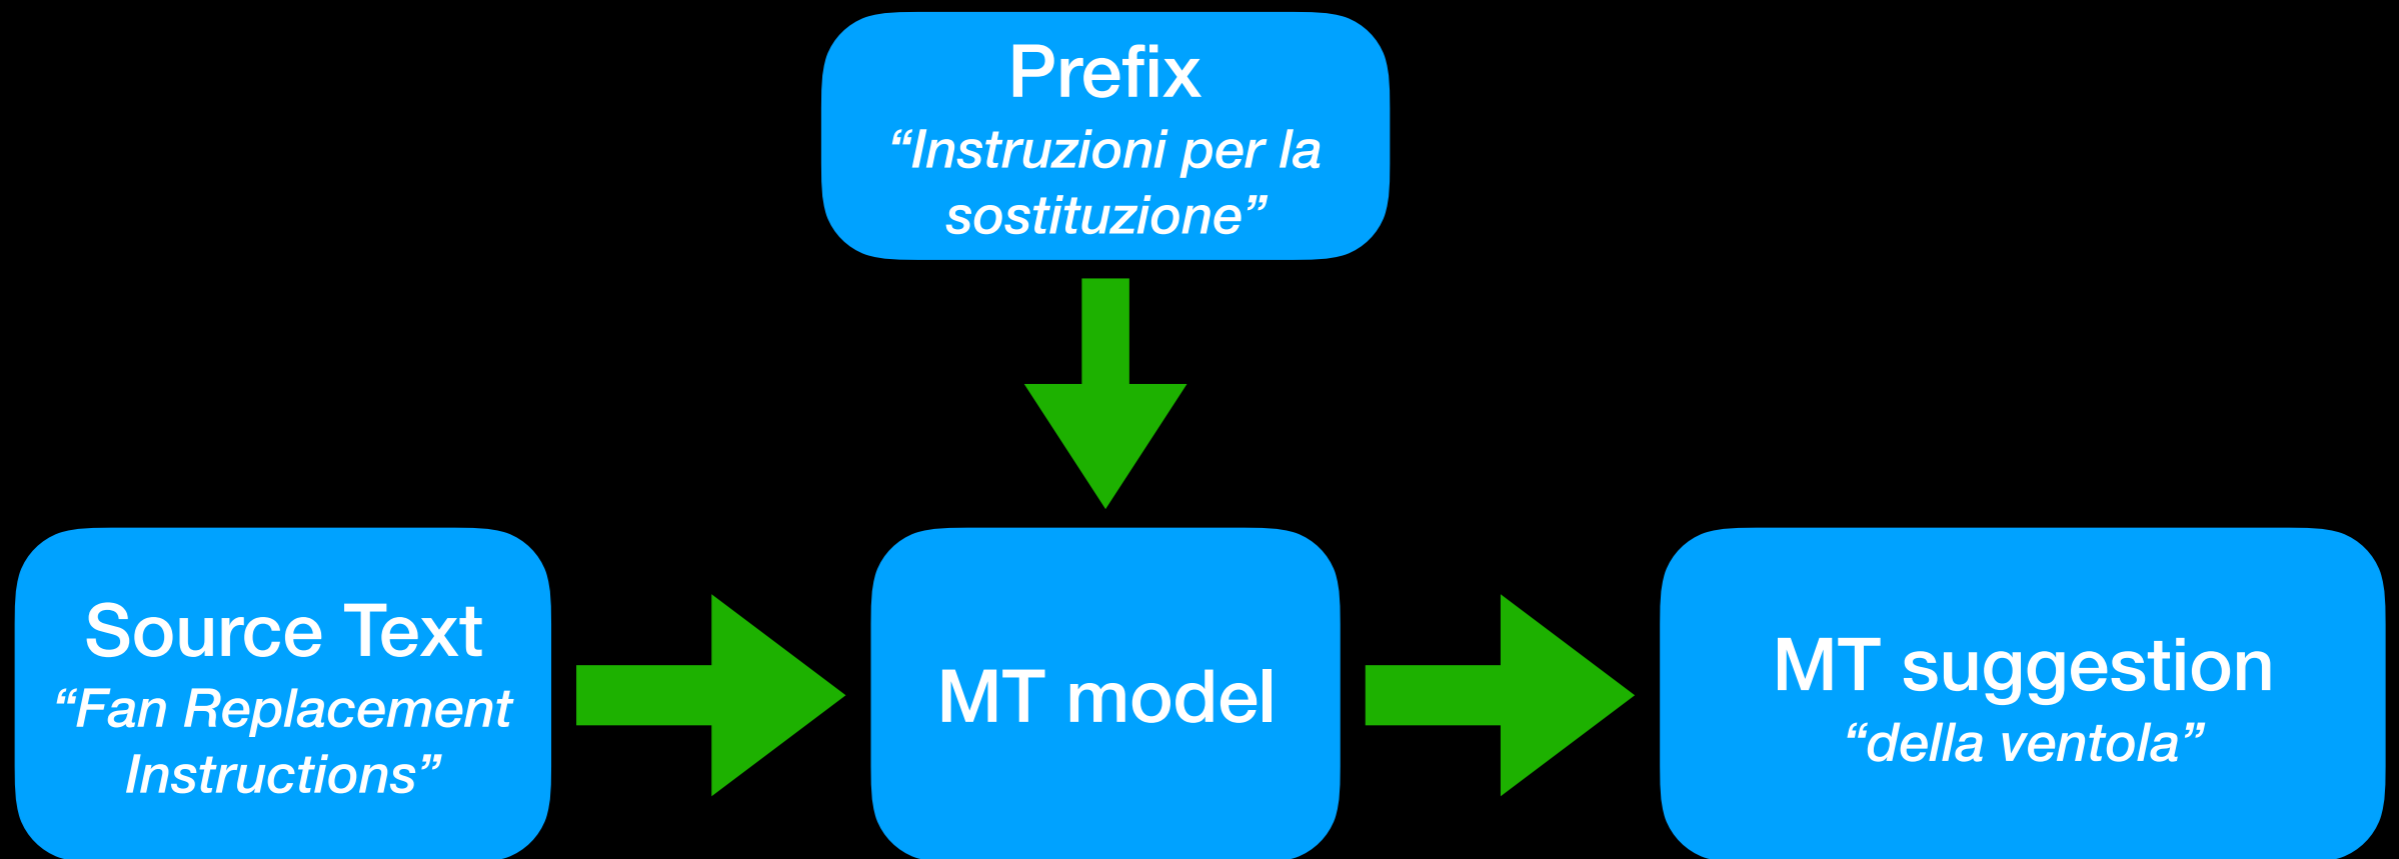 Prefix
“Instruzioni per la
sostituzione”
Source Text
“Fan Replacement
Instructions”
MT model
MT suggestion
“della ventola”